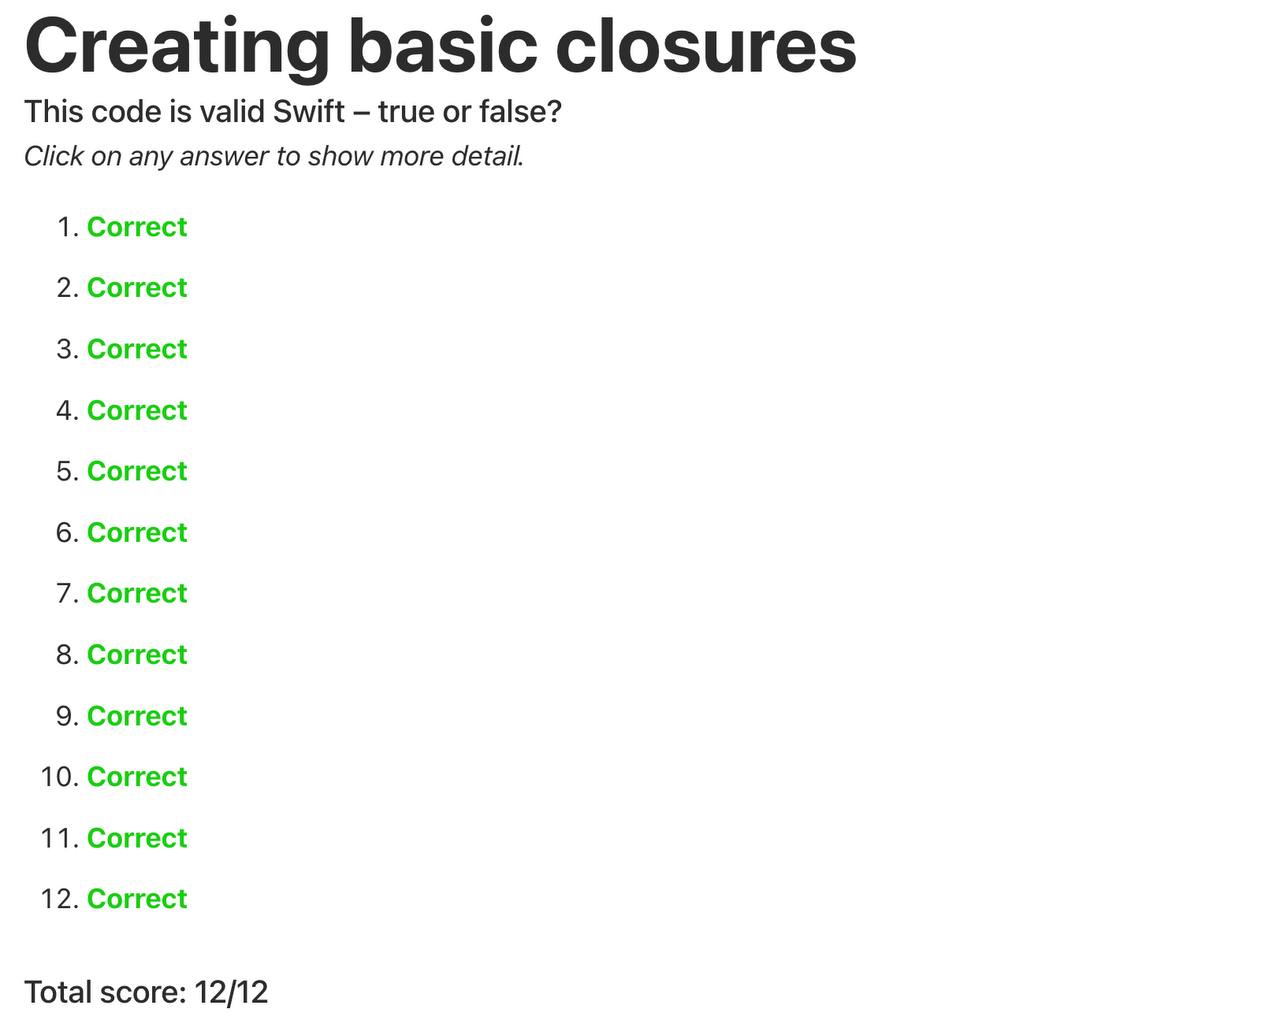 Creating basic closures
This code is valid Swift – true or false?
Click on any answer to show more detail.
1. Correct
2. Correct
3. Correct
4. Correct
5. Correct
6. Correct
7. Correct
8. Correct
9. Correct
10. Correct
11. Correct
12. Correct
Total score: 12/12